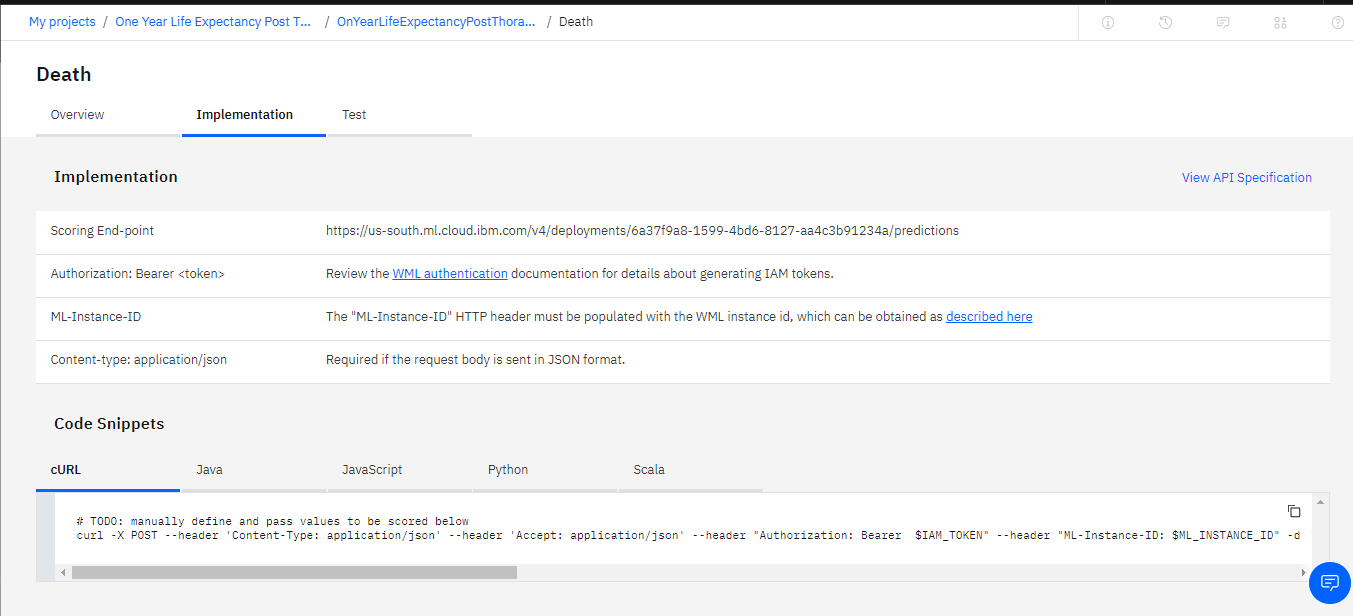 My projects / One Year Life Expectancy Post T... / OnYearLifeExpectancyPostThora... / Death
Death
Overview Implementation Test
Implementation View API Specification
Scoring End-point https://us-south.ml.cloud.ibm.com/v4/deployments/6a37f9a8-1599-4bd6-8127-aa4c3b91234a/predictions
Authorization: Bearer <token> Review the WML authentication documentation for details about generating IAM tokens.
ML-Instance-ID The "ML-Instance-ID" HTTP header must be populated with the WML instance id, which can be obtained as described here
Content-type: application/json Required if the request body is sent in JSON format.
Code Snippets
cURL Java JavaScript Python Scala
# TODO: manually define and pass values to be scored below
curl -X POST --header 'Content-Type: application/json' --header 'Accept: application/json' --header "Authorization: Bearer  $IAM_TOKEN" --header "ML-Instance-ID: $ML_INSTANCE_ID" -d